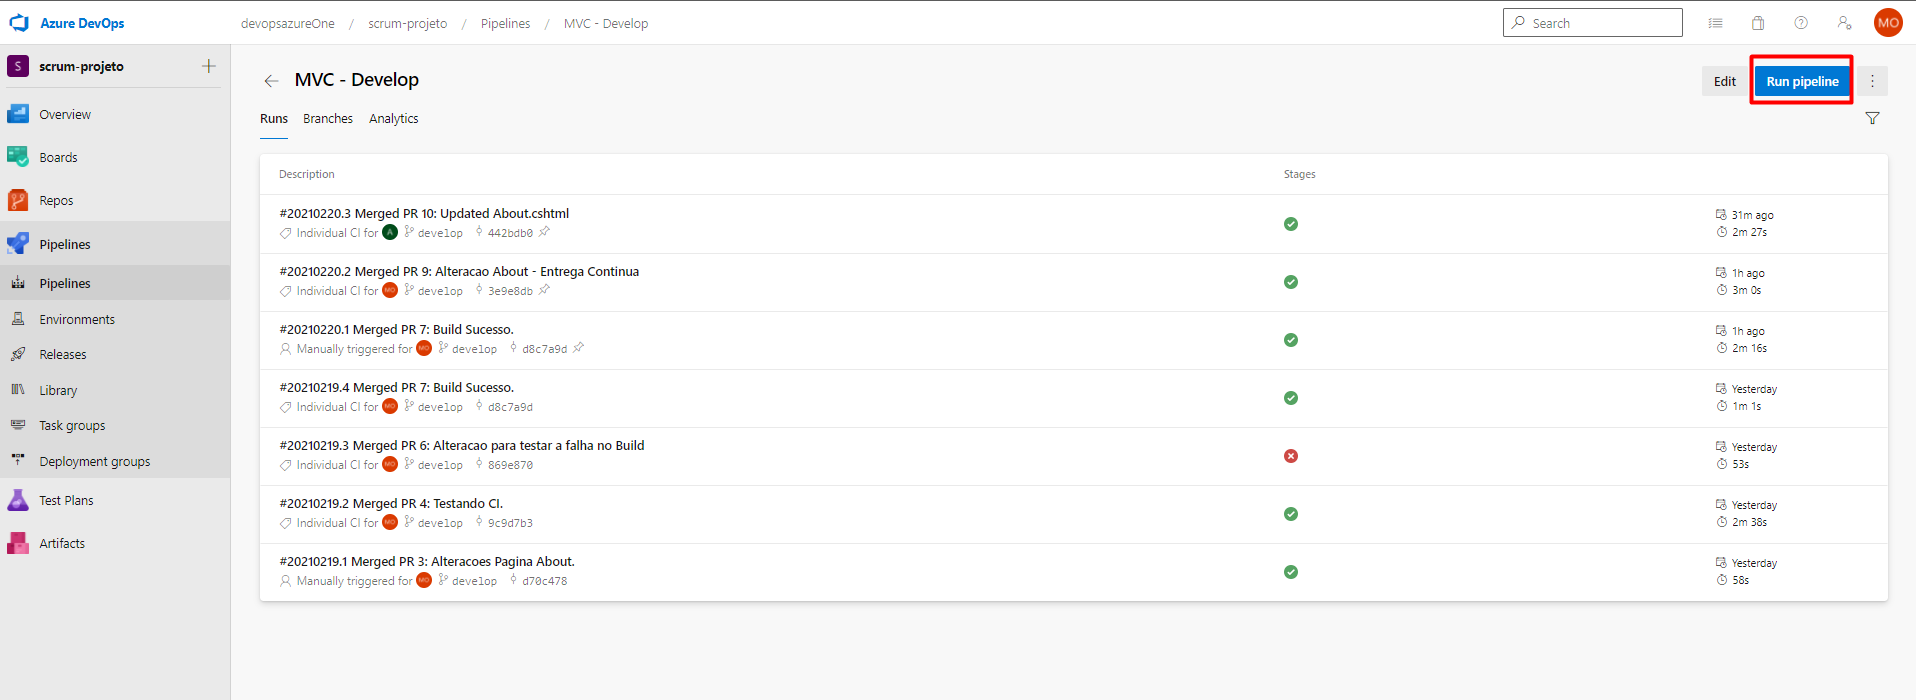 Azure DevOps
devopsazureOne / scrum-projeto / Pipelines / MVC - Develop
Search
MO
S scrum-projeto
Overview
Boards
Repos
Pipelines
Pipelines
Environments
Releases
Library
Task groups
Deployment groups
Test Plans
Artifacts
MVC - Develop
Edit
Run pipeline
Runs Branches Analytics
Description Stages
#20210220.3 Merged PR 10: Updated About.cshtml
Individual CI for A develop 442bdb0
31m ago
2m 27s
#20210220.2 Merged PR 9: Alteracao About - Entrega Continua
Individual CI for MO develop 3e9e8db
1h ago
3m 0s
#20210220.1 Merged PR 7: Build Sucesso.
Manually triggered for MO develop d8c7a9d
1h ago
2m 16s
#20210219.4 Merged PR 7: Build Sucesso.
Individual CI for MO develop d8c7a9d
Yesterday
1m 1s
#20210219.3 Merged PR 6: Alteracao para testar a falha no Build
Individual CI for MO develop 869e870
Yesterday
53s
#20210219.2 Merged PR 4: Testando CI.
Individual CI for MO develop 9c9d7b3
Yesterday
2m 38s
#20210219.1 Merged PR 3: Alteracoes Pagina About.
Manually triggered for MO develop d70c478
Yesterday
58s